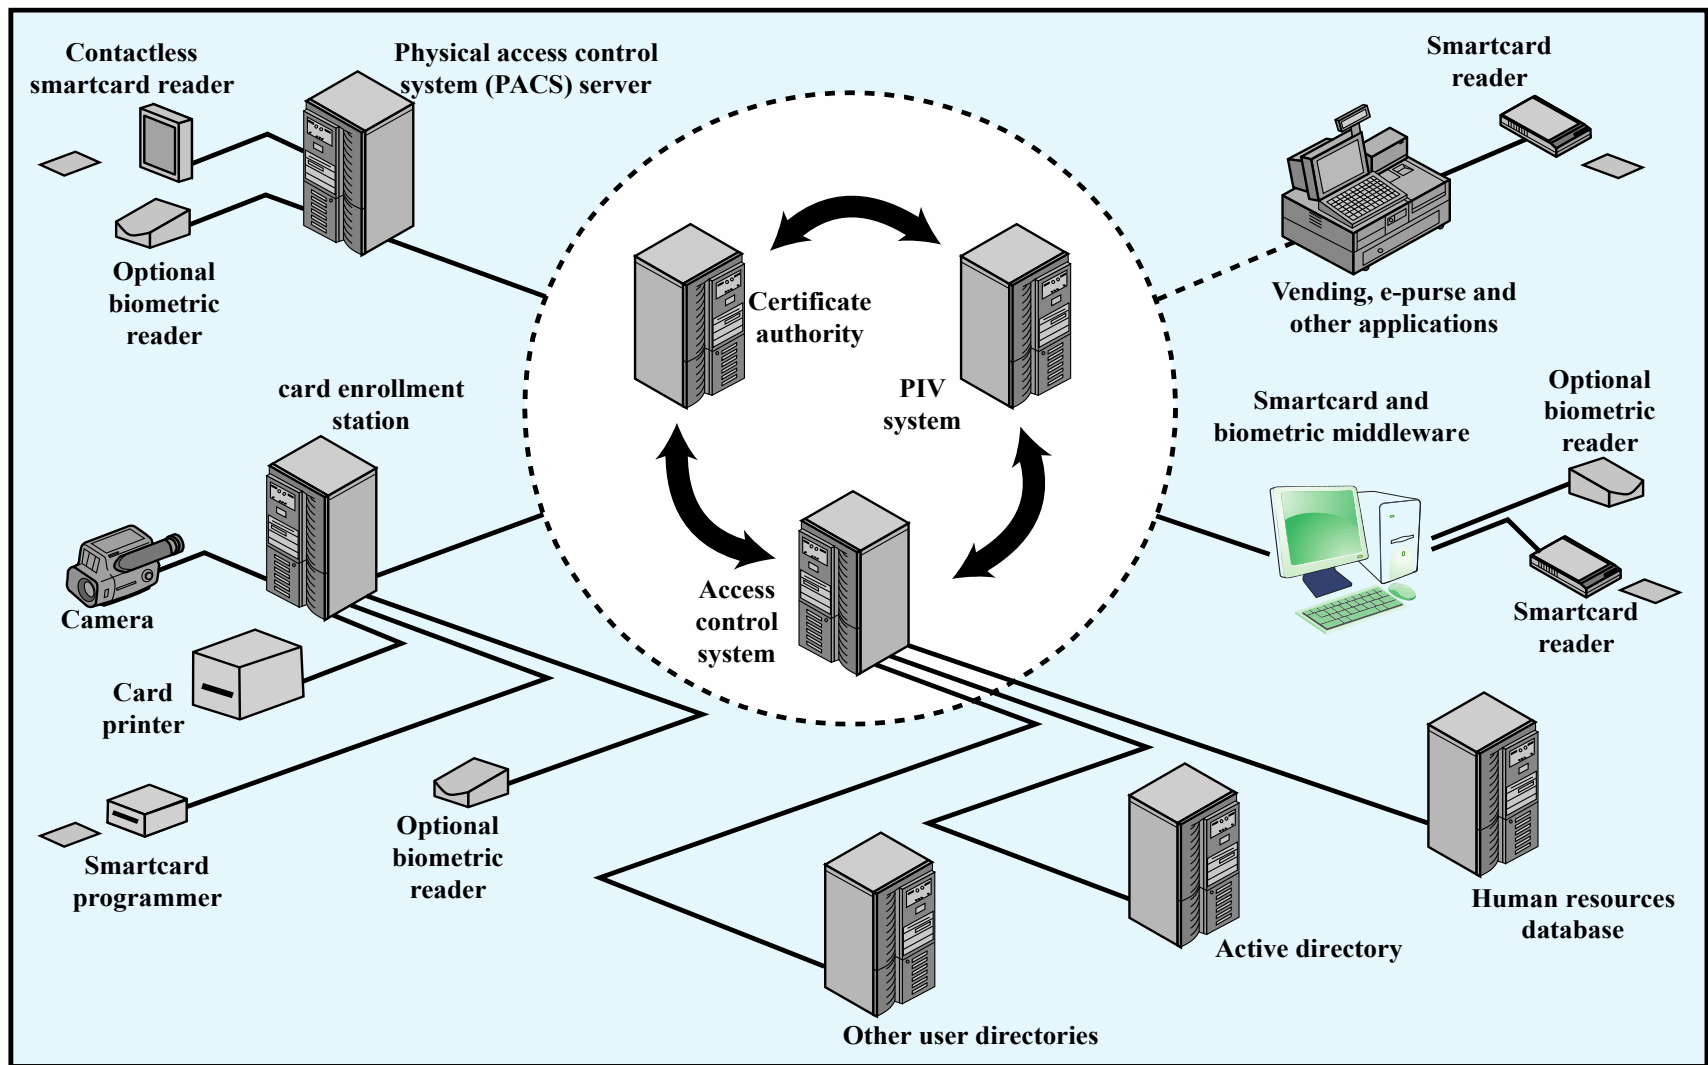 Contactless
smartcard reader
Physical access control
system (PACS) server
Smartcard
reader
Optional
biometric
reader
Certificate
authority
Vending, e-purse and
other applications
card enrollment
station
PIV
system
Smartcard and
biometric middleware
Optional
biometric
reader
Camera
Access
control
system
Smartcard
reader
Card
printer
Smartcard
programmer
Optional
biometric
reader
Human resources
database
Active directory
Other user directories